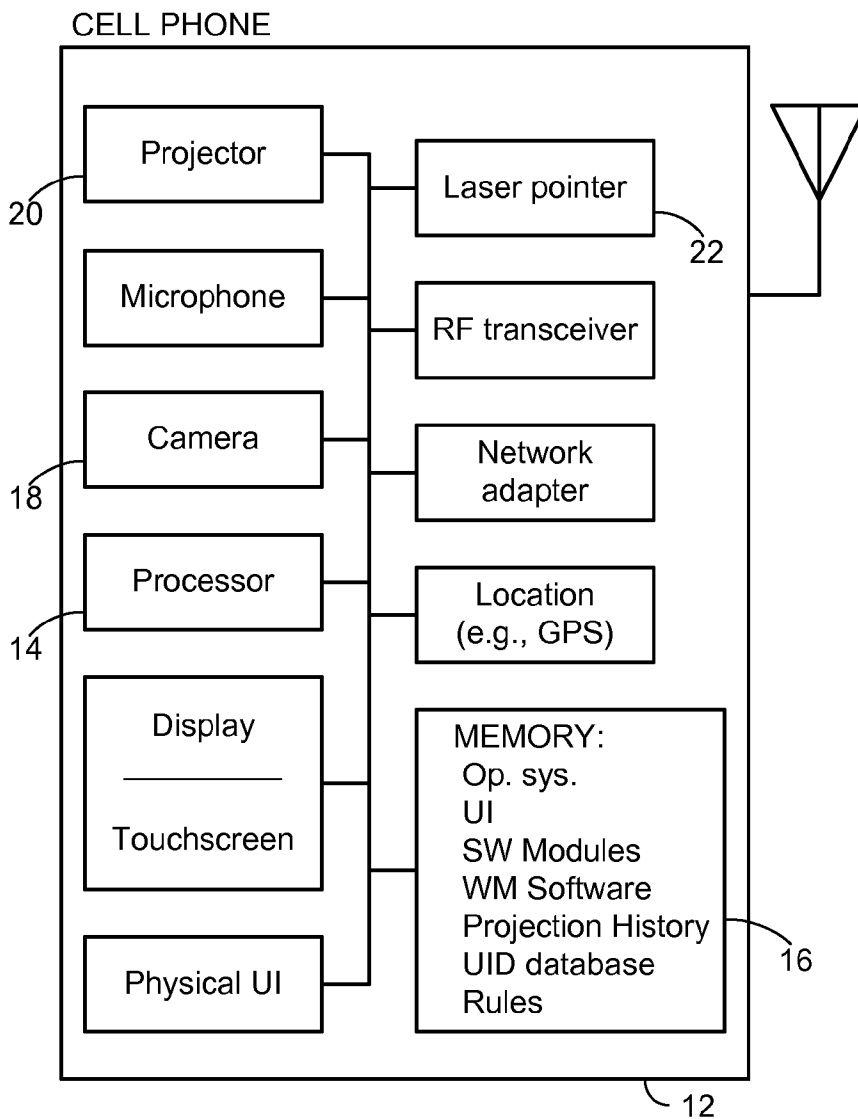 CELL PHONE
Projector
20
Laser pointer
22
Microphone
RF transceiver
Camera
18
Network
adapter
Processor
14
Location
(e.g., GPS)
Display
Touchscreen
MEMORY:
Op. sys.
UI
SW Modules
WM Software
Projection History
UID database
Rules
16
Physical UI
12